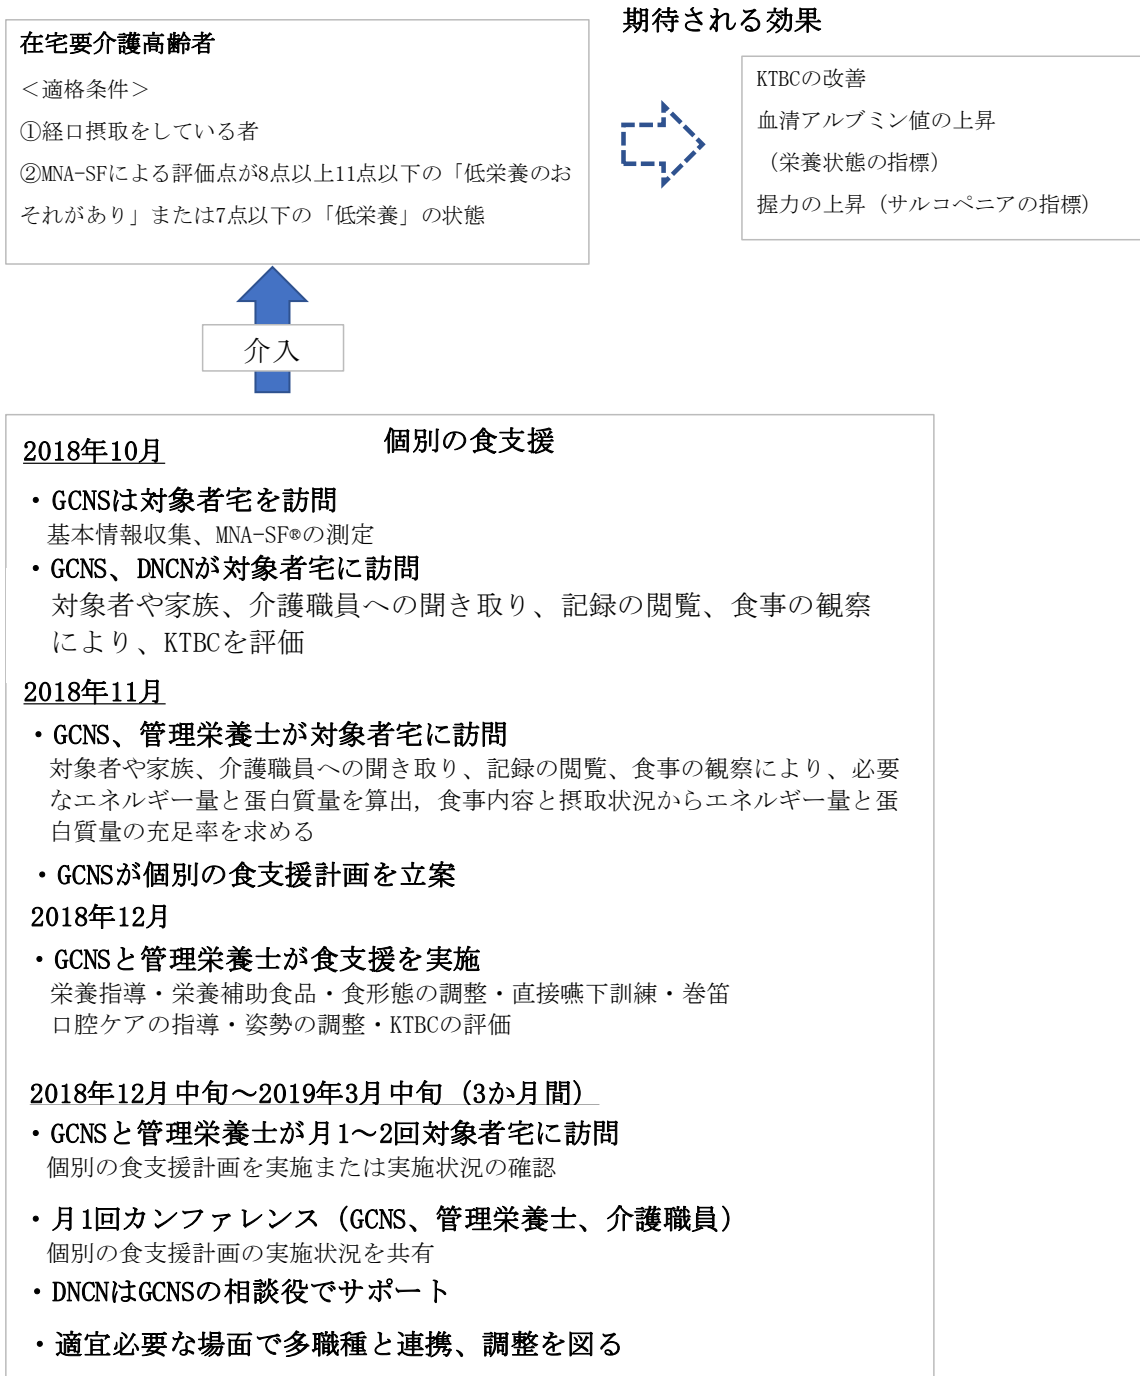 期待される効果
在宅要介護高齢者
＜適格条件＞
①経口摂取をしている者
②MNA-SFによる評価点が8点以上11点以下の「低栄養のお
それがあり」または7点以下の「低栄養」の状態
KTBCの改善
血清アルブミン値の上昇
（栄養状態の指標）
握力の上昇（サルコペニアの指標）
介入
個別の食支援
2018年10月
・GCNSは対象者宅を訪問
基本情報収集、MNA-SF®の測定
・GCNS、DNCNが対象者宅に訪問
対象者や家族、介護職員への聞き取り、記録の閲覧、食事の観察
により、KTBCを評価
2018年11月
・GCNS、管理栄養士が対象者宅に訪問
対象者や家族、介護職員への聞き取り、記録の閲覧、食事の観察により、必要
なエネルギー量と蛋白質量を算出，食事内容と摂取状況からエネルギー量と蛋
白質量の充足率を求める
・GCNSが個別の食支援計画を立案
2018年12月
・GCNSと管理栄養士が食支援を実施
栄養指導・栄養補助食品・食形態の調整・直接嚥下訓練・巻笛
口腔ケアの指導・姿勢の調整・KTBCの評価
2018年12月中旬～2019年3月中旬（3か月間）
・GCNSと管理栄養士が月1～2回対象者宅に訪問
個別の食支援計画を実施または実施状況の確認
・月1回カンファレンス（GCNS、管理栄養士、介護職員）
個別の食支援計画の実施状況を共有
・DNCNはGCNSの相談役でサポート
・適宜必要な場面で多職種と連携、調整を図る